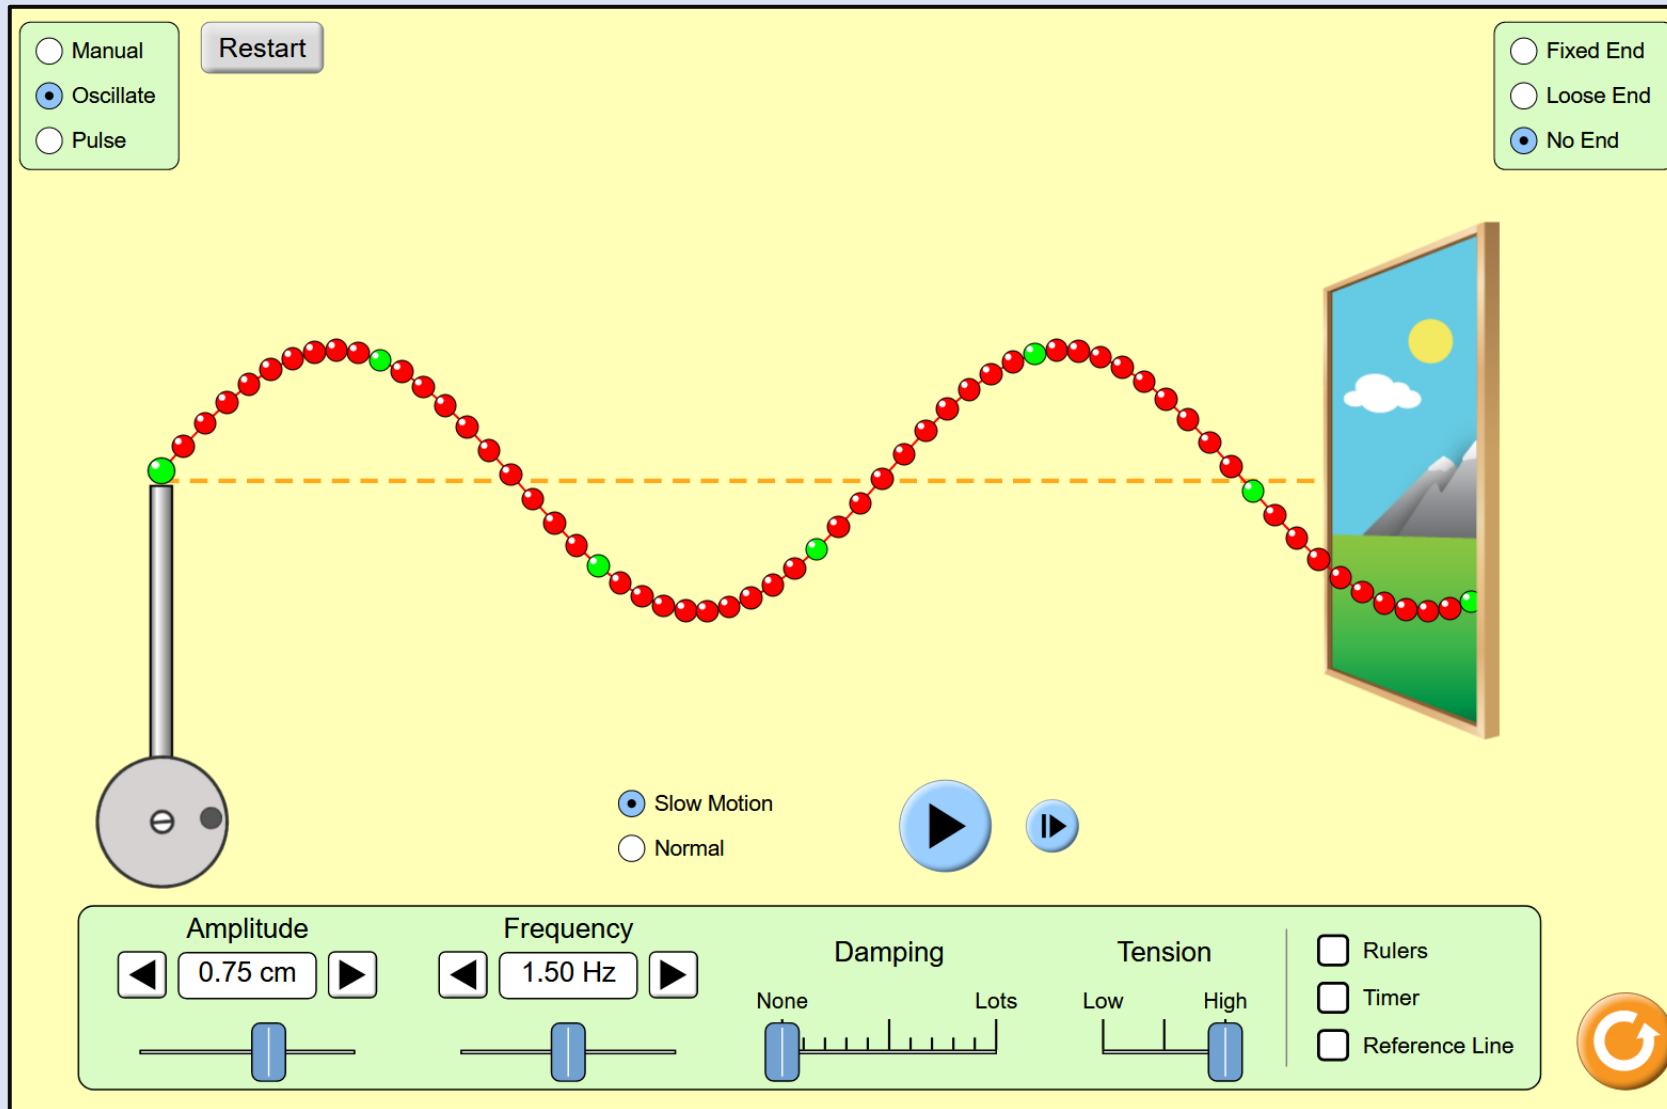 Manual
Oscillate
Pulse
Restart
Fixed End
Loose End
No End
Slow Motion
Normal
Amplitude
0.75 cm
Frequency
1.50 Hz
Damping
None
Lots
Tension
Low
High
Rulers
Timer
Reference Line